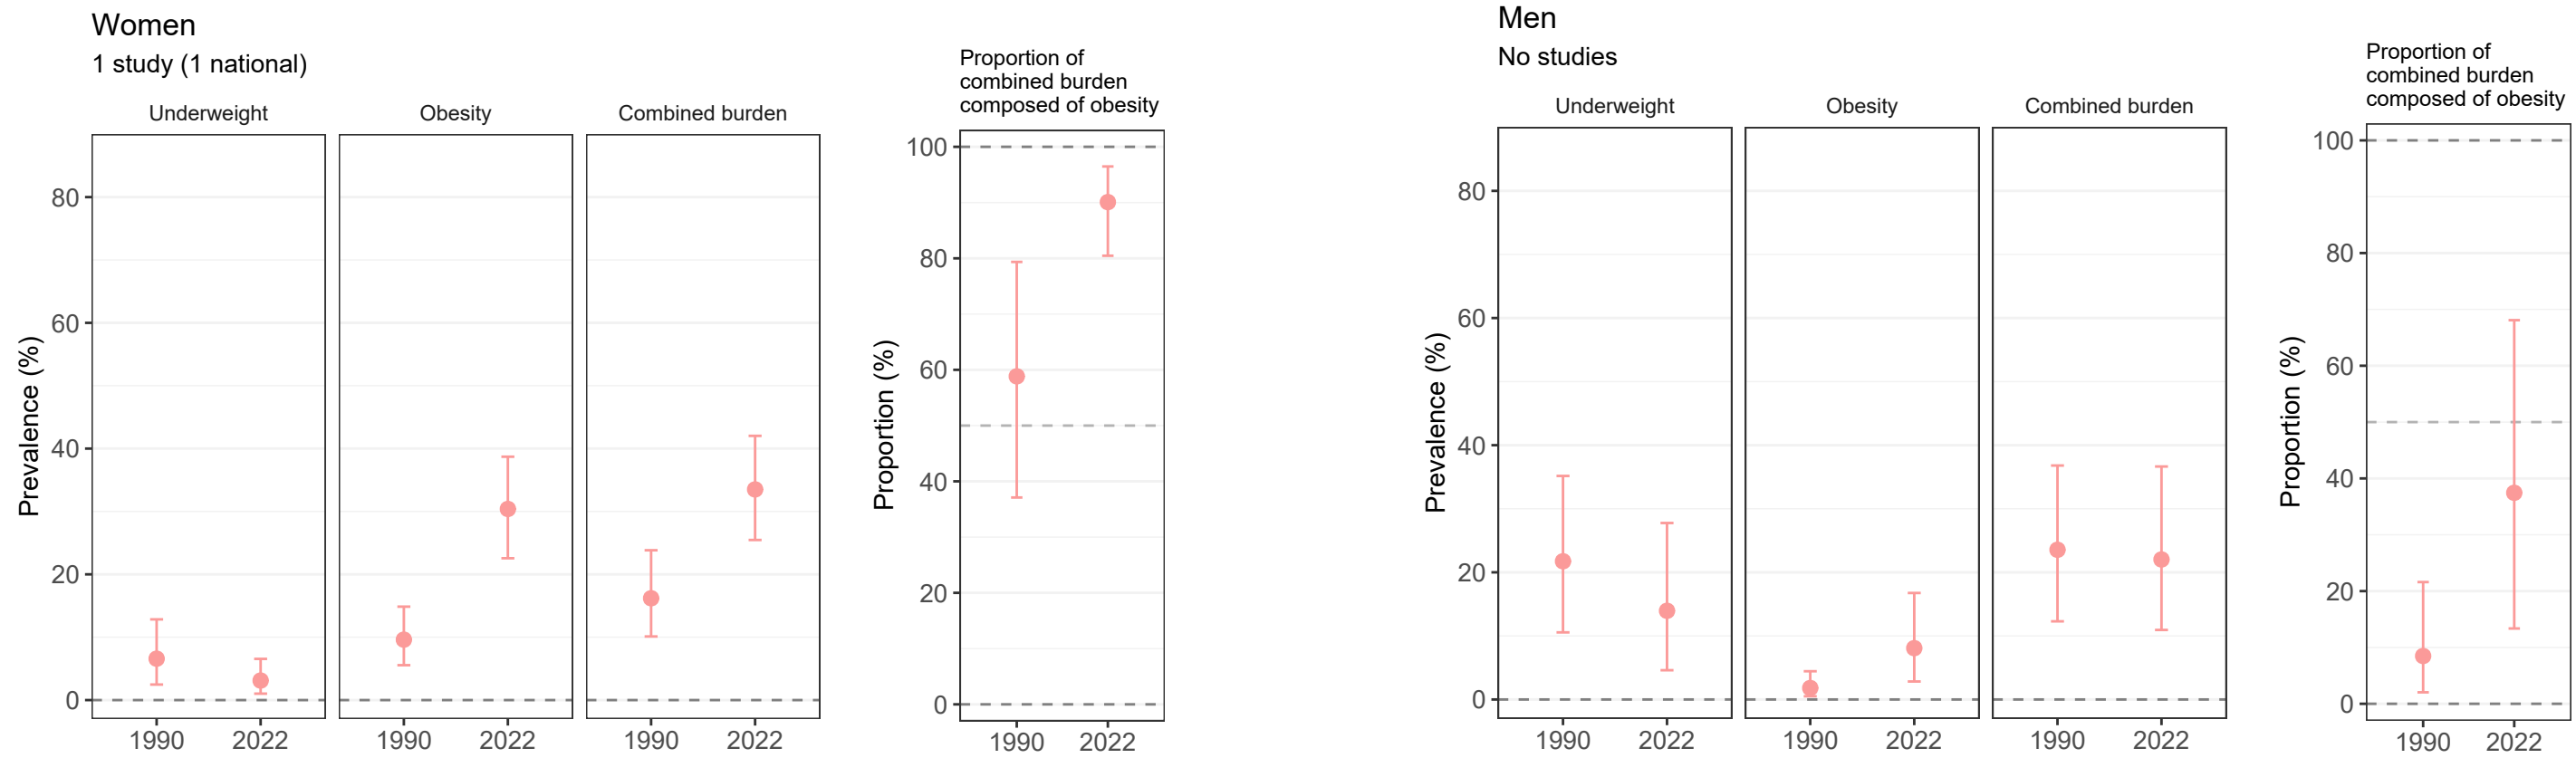 Women
1 study (1 national)
Underweight
Obesity
Combined burden
Prevalence (%)
80
60
40
20
0
1990 2022
1990 2022
1990 2022
Proportion of
combined burden
composed of obesity
Proportion (%)
100
80
60
40
20
0
1990 2022
Men
No studies
Underweight
Obesity
Combined burden
Prevalence (%)
80
60
40
20
0
1990 2022
1990 2022
1990 2022
Proportion of
combined burden
composed of obesity
Proportion (%)
100
80
60
40
20
0
1990 2022